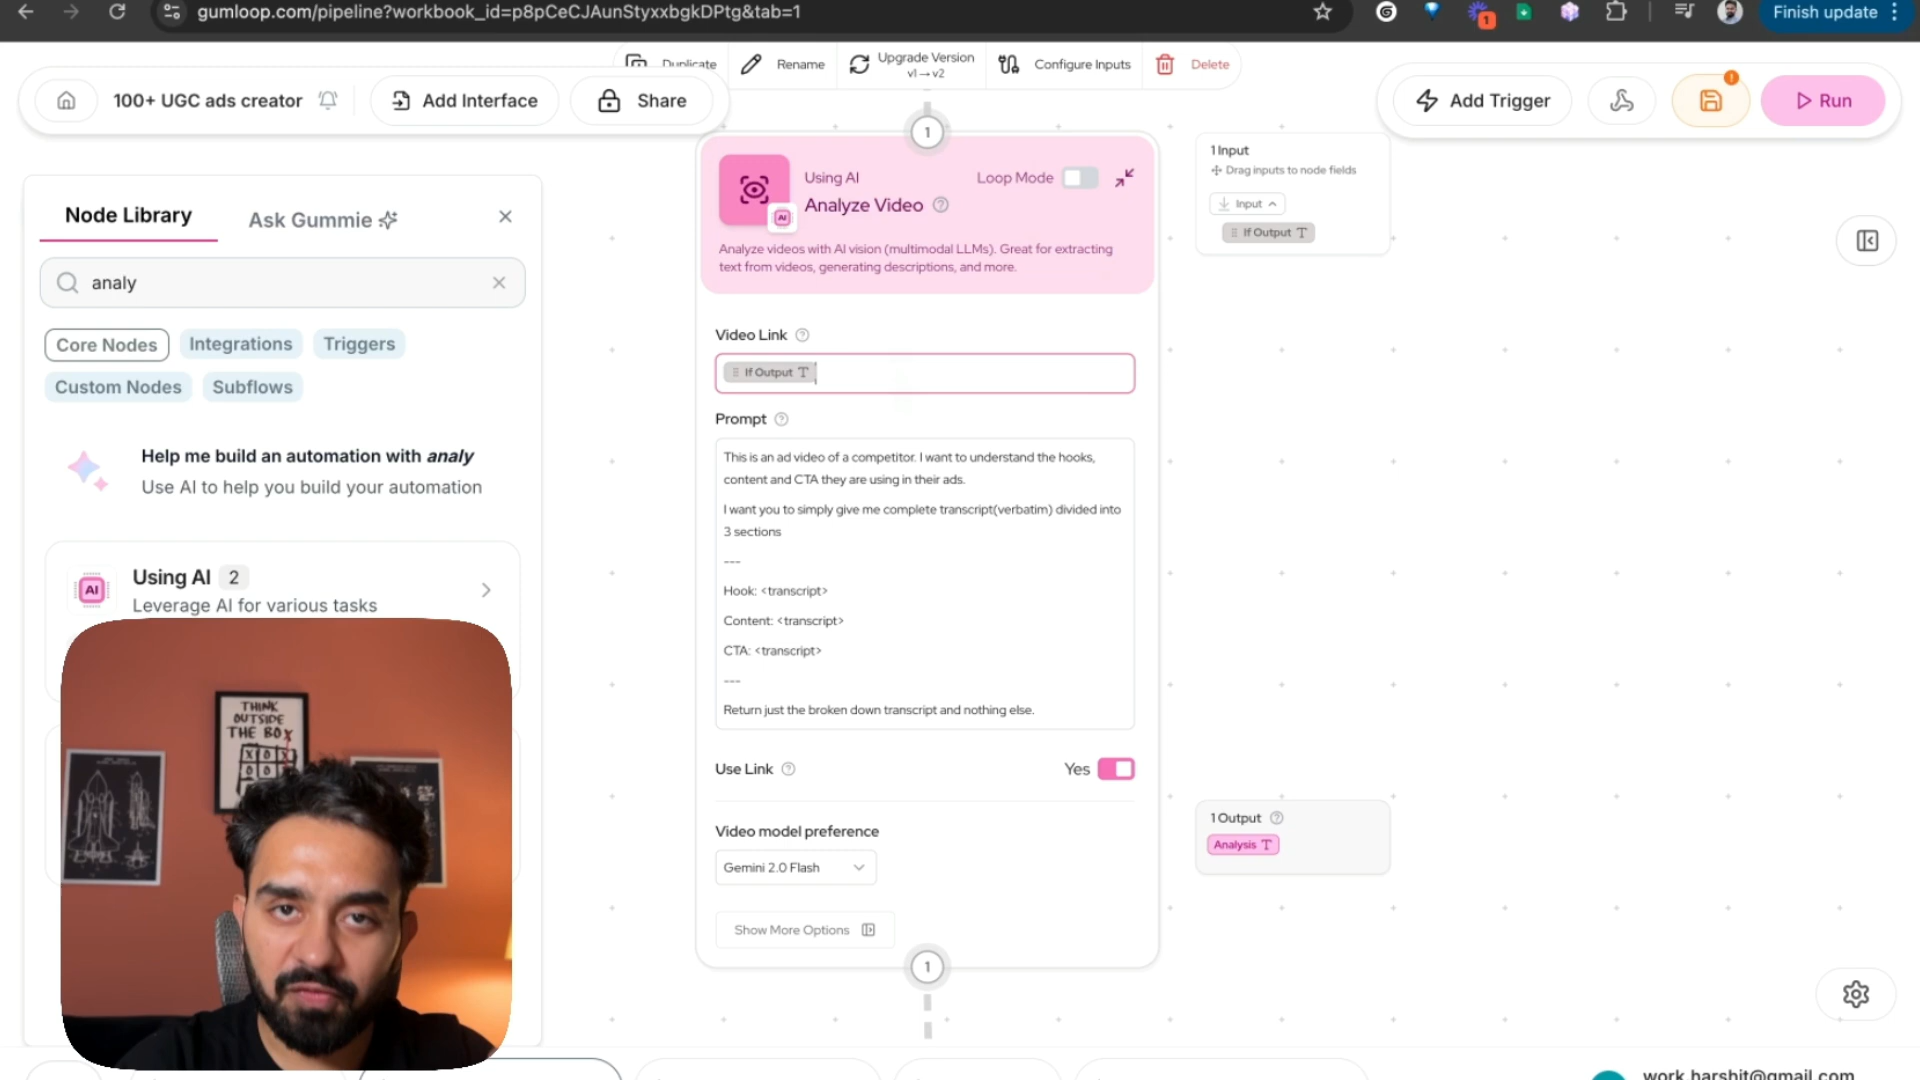 gumloop.com/pipeline?workbook_id=p8pCeCJAunStyxxbgkDPtg&tab=1
1
Finish update
Duplicate
Rename
Upgrade Version
v1→v2
Configure Inputs
Delete
100+ UGC ads creator
Add Interface
Share
Add Trigger
!
Run
Node Library
Ask Gummie
analy
Core Nodes
Integrations
Triggers
Custom Nodes
Subflows
Help me build an automation with analy
Use AI to help you build your automation
AI
Using AI 2
Leverage AI for various tasks
1
Using AI
Loop Mode
AI
Analyze Video
Analyze videos with AI vision (multimodal LLMs). Great for extracting
text from videos, generating descriptions, and more.
Video Link
If Output T
Prompt
This is an ad video of a competitor. I want to understand the hooks,
content and CTA they are using in their ads.
I want you to simply give me complete transcript(verbatim) divided into
3 sections
---
Hook: <transcript>
Content: <transcript>
CTA: <transcript>
---
Return just the broken down transcript and nothing else.
Use Link
Yes
Video model preference
Gemini 2.0 Flash
Show More Options
1
1 Input
Drag inputs to node fields
Input
If Output T
1 Output
Analysis T
THINK
OUTSIDE
THE BOX
work.harshit@gmail.com